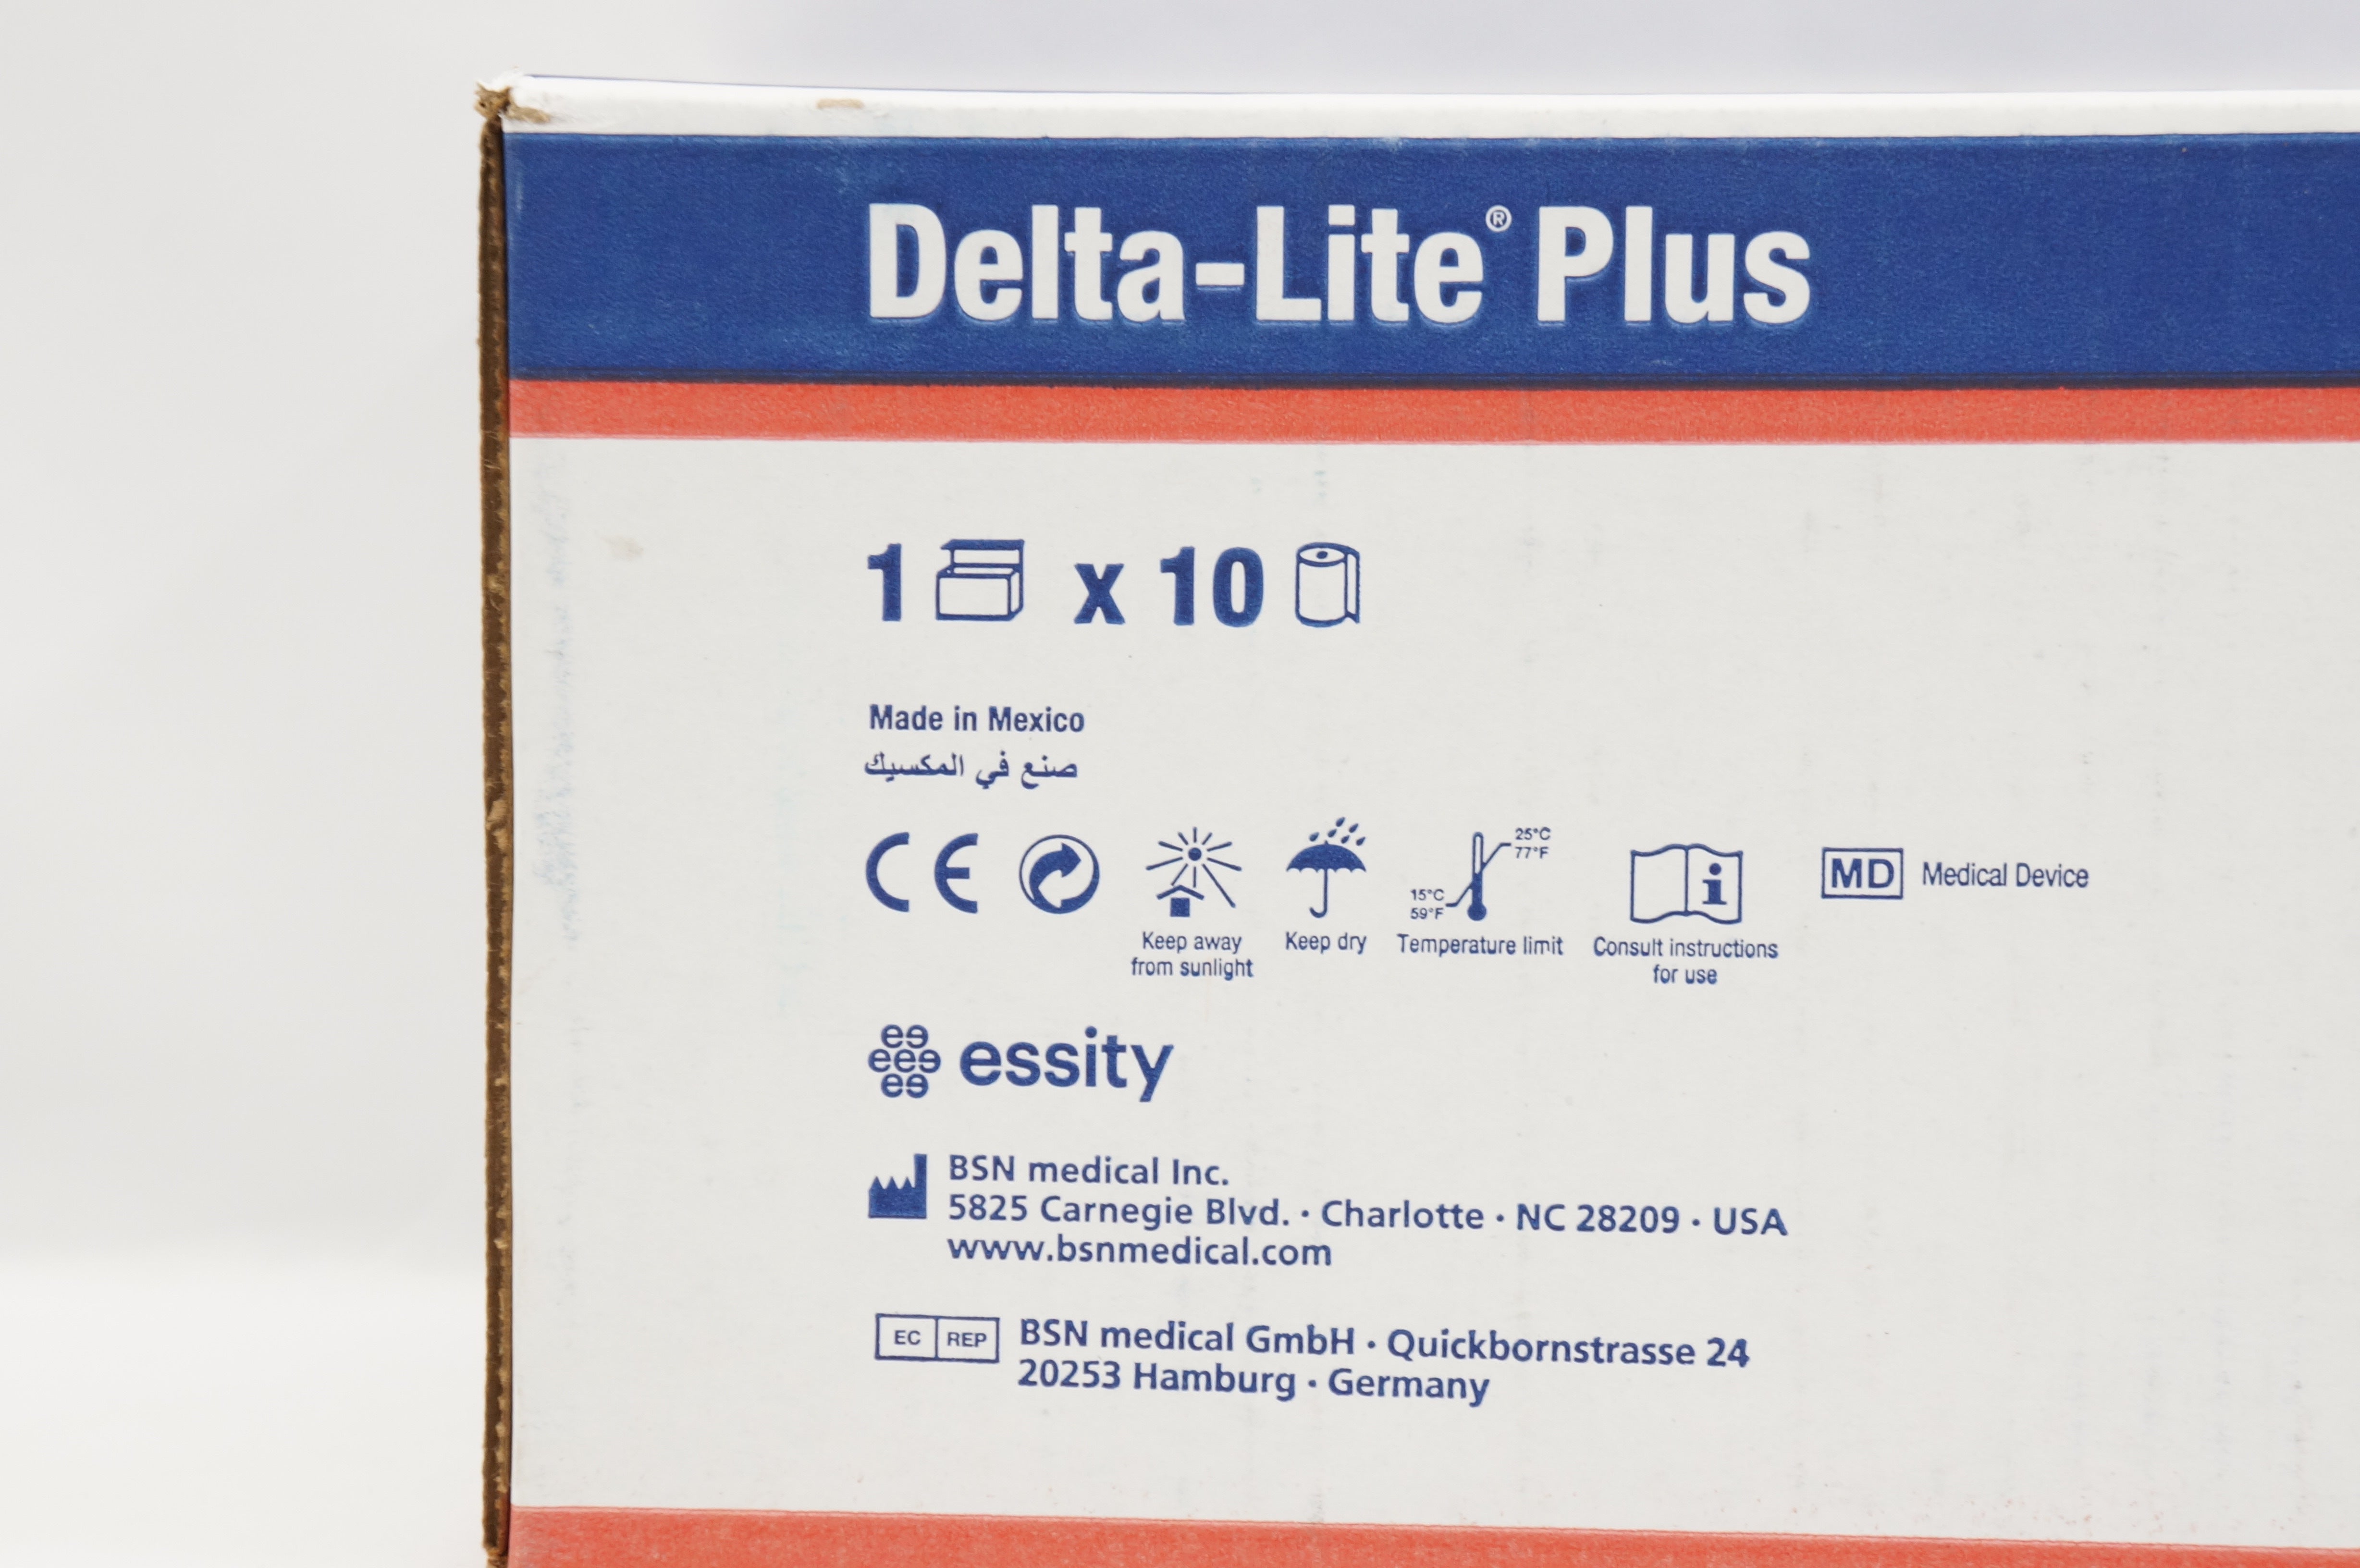 Delta-Lite® Plus
1 x 10
Made in Mexico
صنع في المكسيك
CE
25°C
77°F
15°C
59°F
i
MD Medical Device
Keep away
from sunlight
Keep dry
Temperature limit
Consult instructions
for use
essity
BSN medical Inc.
5825 Carnegie Blvd. · Charlotte · NC 28209 · USA
www.bsnmedical.com
EC REP
BSN medical GmbH · Quickbornstrasse 24
20253 Hamburg · Germany